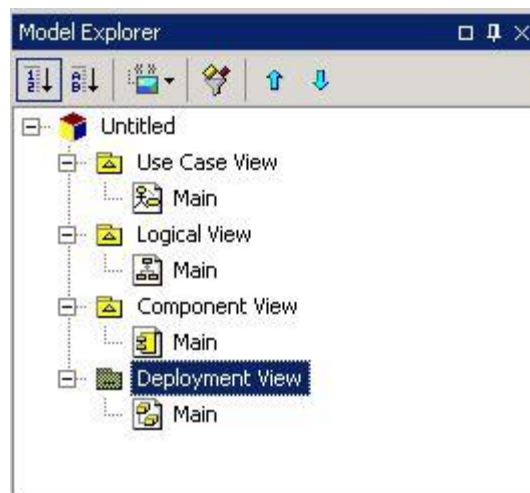 Model Explorer
Untitled
Use Case View
Main
Logical View
Main
Component View
Main
Deployment View
Main